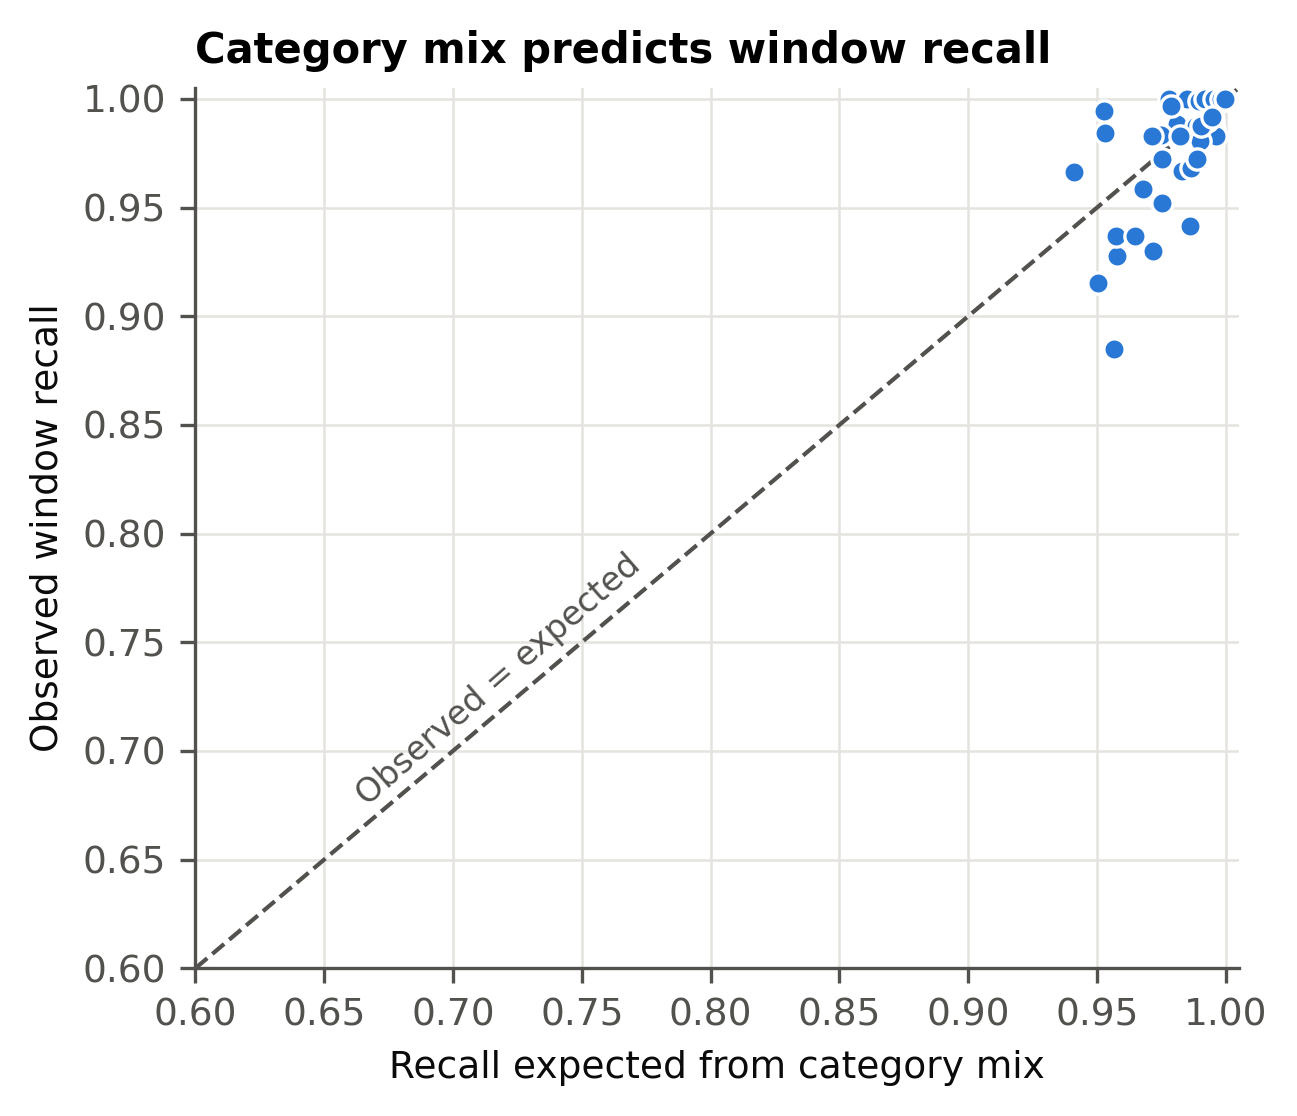 Category mix predicts window recall
1.00
0.95
0.90
0.85
0.80
0.75
0.70
0.65
0.60
Observed window recall
Observed = expected
0.60 0.65 0.70 0.75 0.80 0.85 0.90 0.95 1.00
Recall expected from category mix